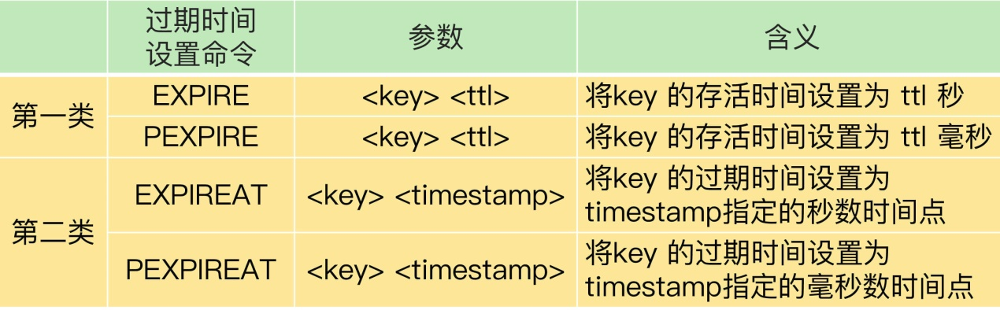 过期时间
设置命令
参数
含义
第一类
EXPIRE
<key> <ttl>
将key 的存活时间设置为 ttl 秒
PEXPIRE
<key> <ttl>
将key 的存活时间设置为 ttl 毫秒
第二类
EXPIREAT
<key> <timestamp>
将key 的过期时间设置为
timestamp指定的秒数时间点
PEXPIREAT
<key> <timestamp>
将key 的过期时间设置为
timestamp指定的毫秒数时间点